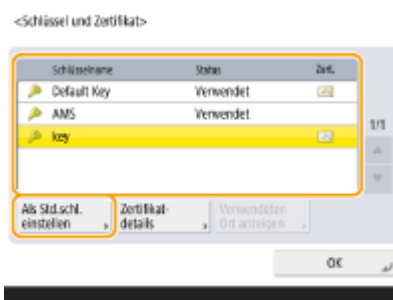 <Schlüssel und Zertifikat>
Schlüsselname Status Zert.
Default Key Verwendet
AMS Verwendet
key
1/1
Als Std.schl. einstellen
Zertifikat-
details
Verwendeten
Ort anzeigen
OK